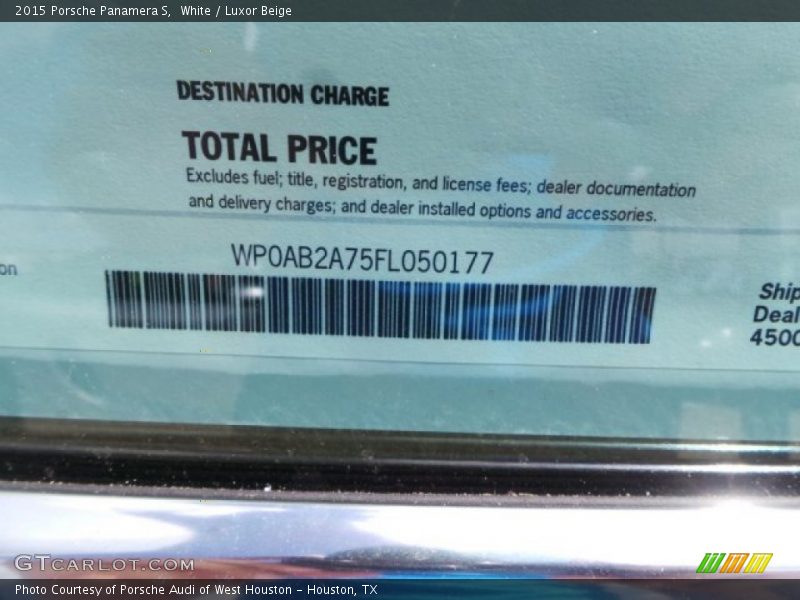 2015 Porsche Panamera S,  White / Luxor Beige
DESTINATION CHARGE
TOTAL PRICE
Excludes fuel; title, registration, and license fees; dealer documentation
and delivery charges; and dealer installed options and accessories.
WP0AB2A75FL050177
on
Ship
Deal
4500
GTCARLOT.COM
Photo Courtesy of Porsche Audi of West Houston - Houston, TX